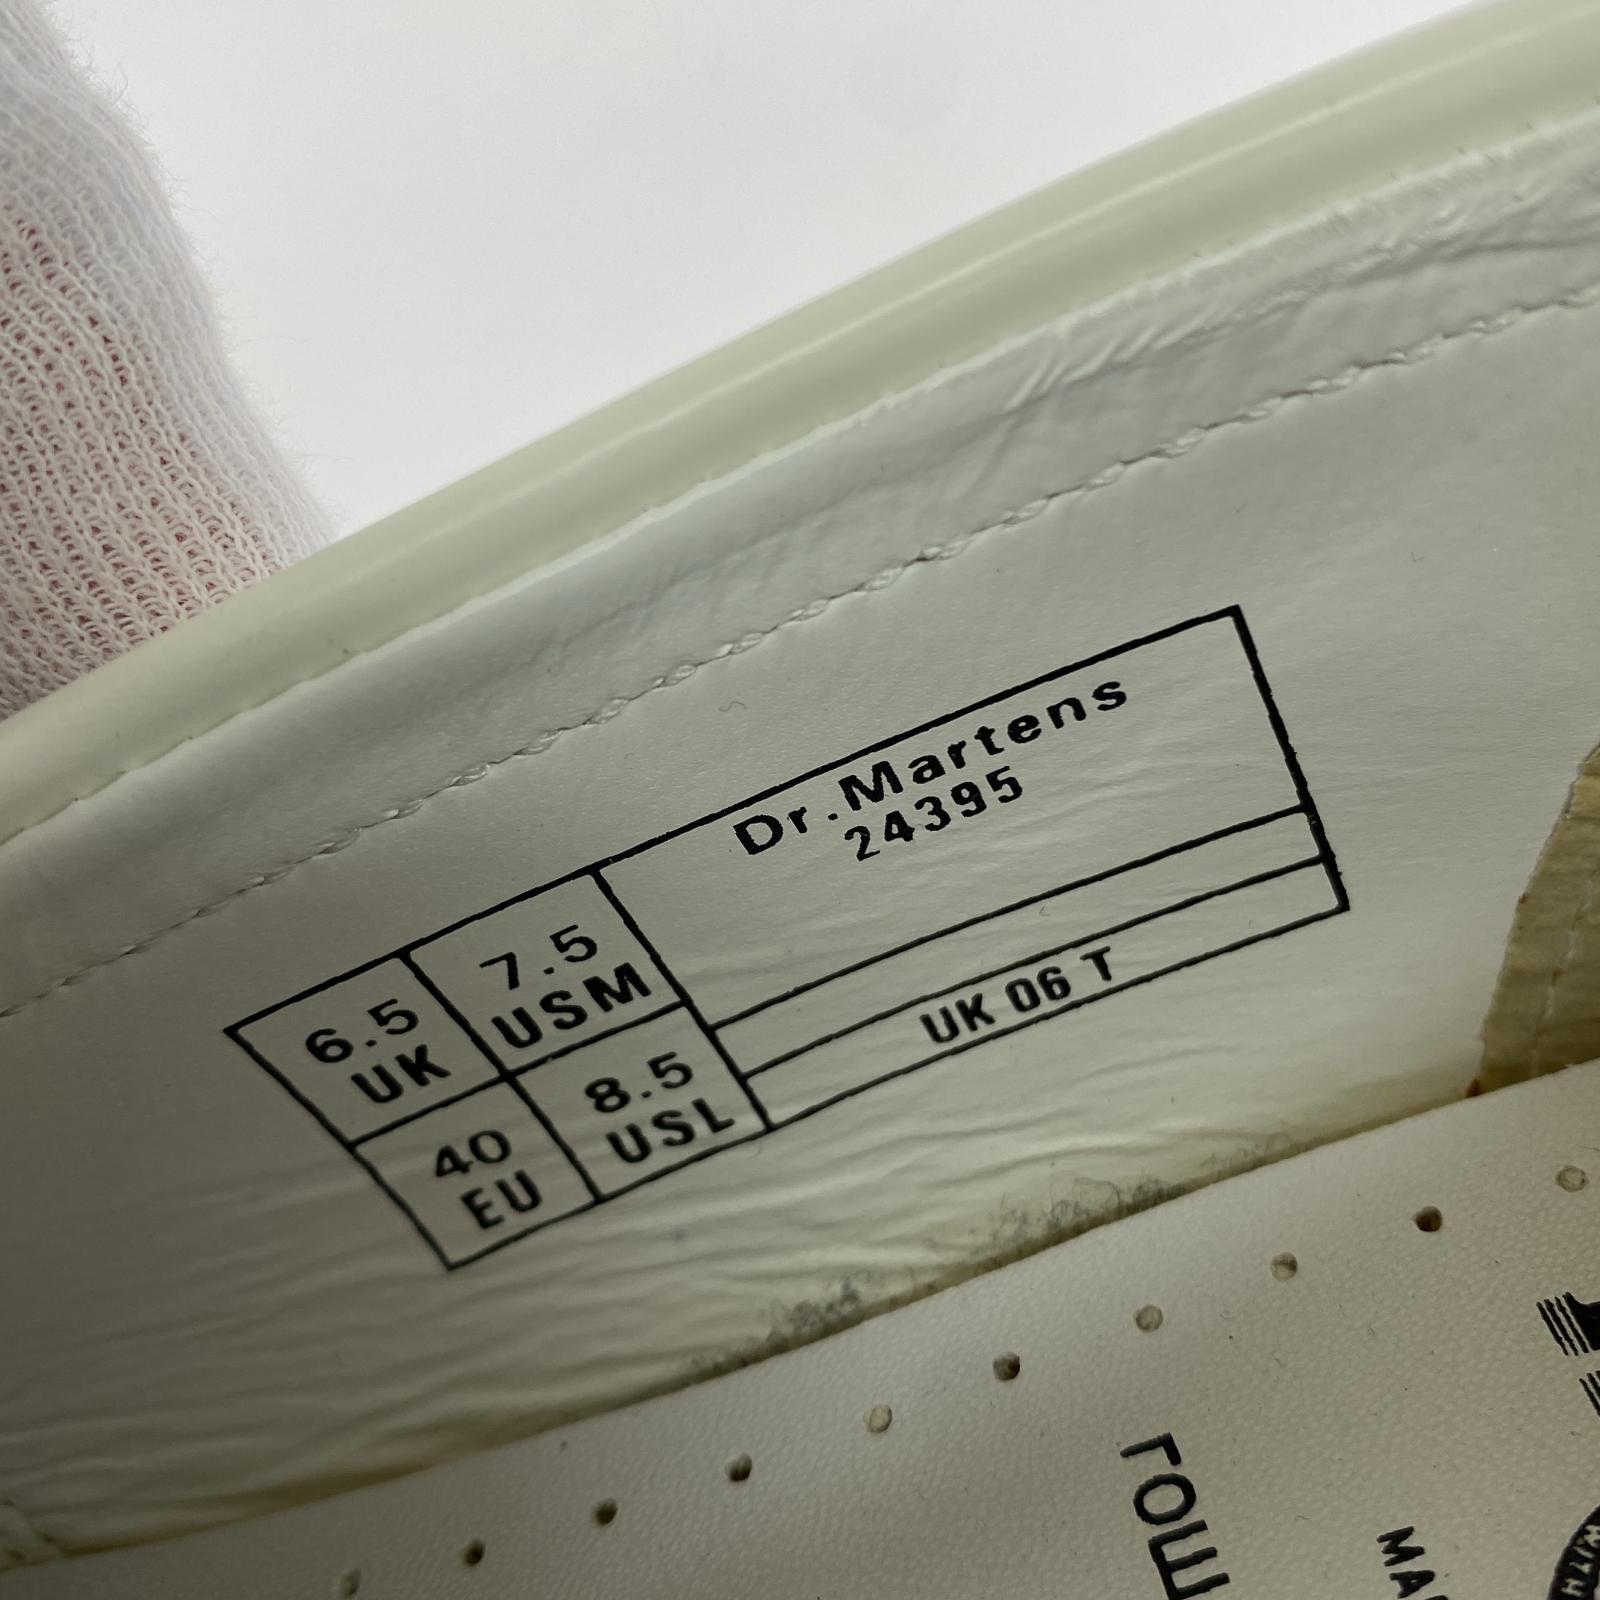 Dr.Martens
24395
6.5
UK
7.5
USM
40
EU
8.5
USL
UK 06 T